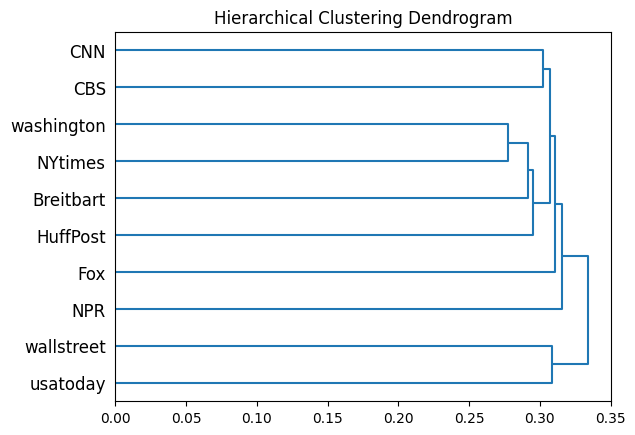 Hierarchical Clustering Dendrogram
CNN
CBS
washington
NYtimes
Breitbart
HuffPost
Fox
NPR
wallstreet
usatoday
0.00 0.05 0.10 0.15 0.20 0.25 0.30 0.35